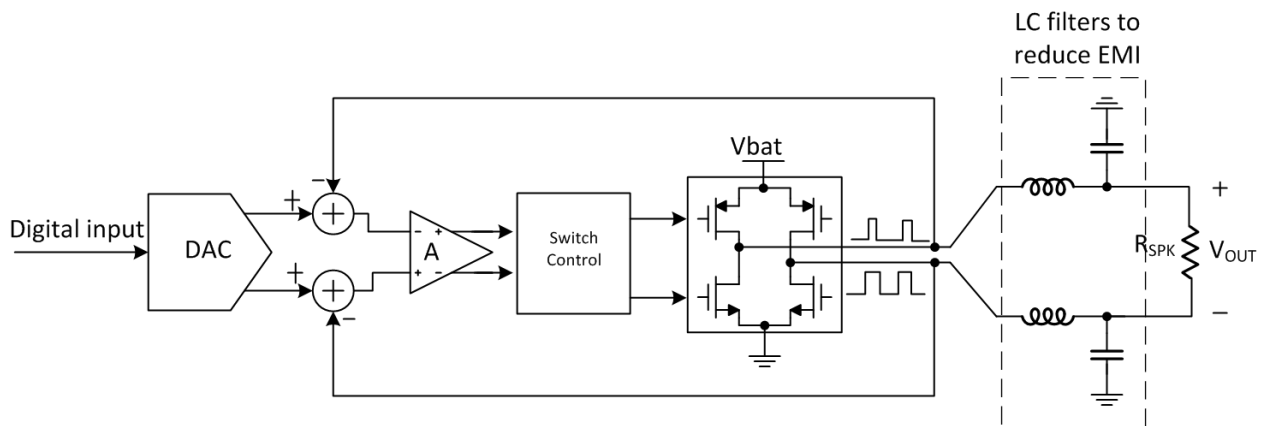 LC filters to
reduce EMI
Vbat
Digital input
DAC
+
−
+
+
−
+
−
+
+
−
A
+
−
Switch
Control
R_SPK
+
V_OUT
−